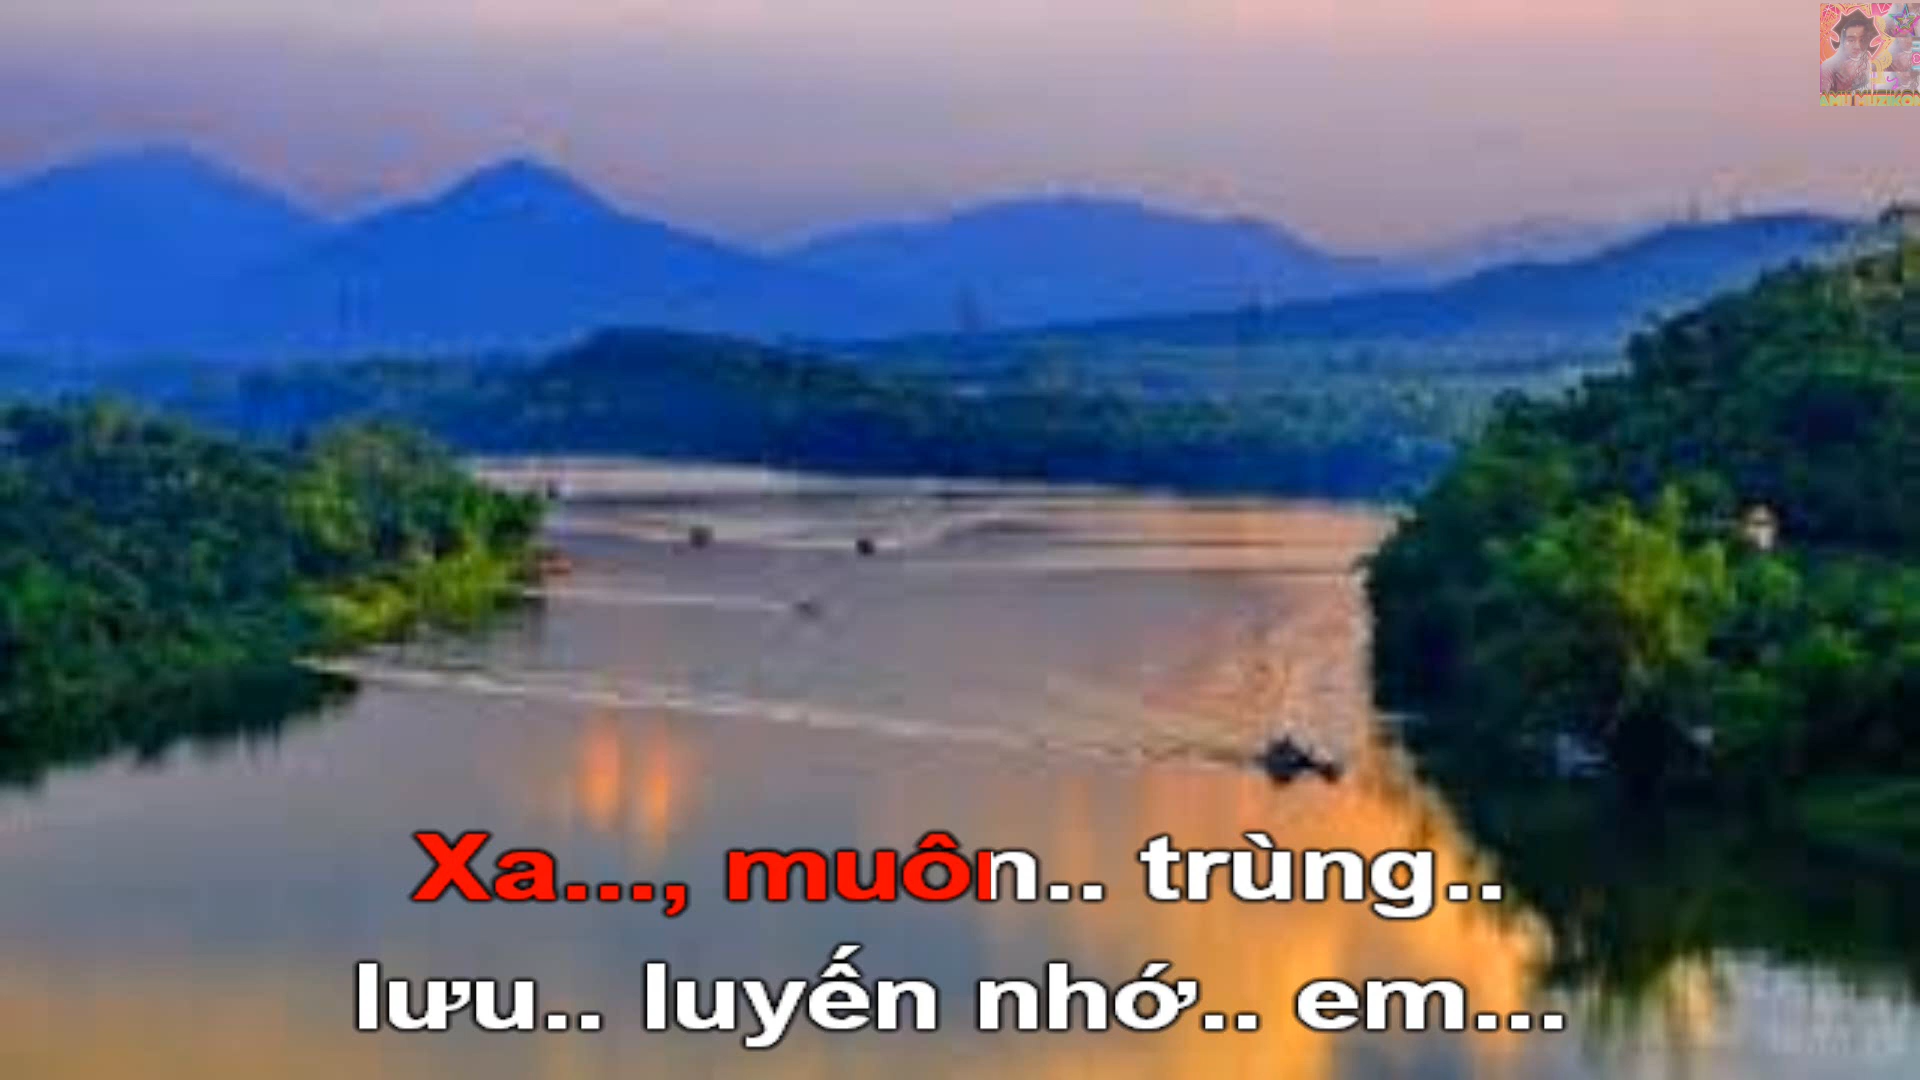 Xa..., muôn.. trùng..
lưu.. luyến nhớ.. em...